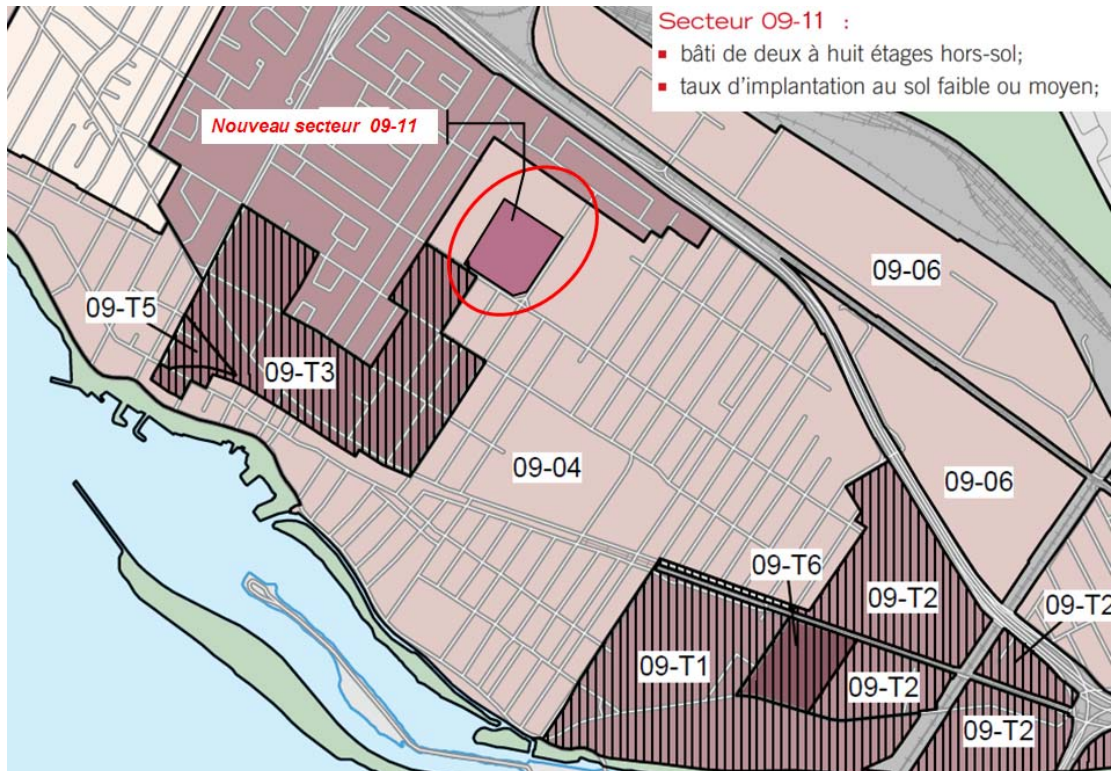 Secteur 09-11 :
▪ bâti de deux à huit étages hors-sol;
▪ taux d'implantation au sol faible ou moyen;
Nouveau secteur 09-11
09-06
09-T5
09-T3
09-04
09-06
09-T6
09-T2
09-T2
09-T1
09-T2
09-T2